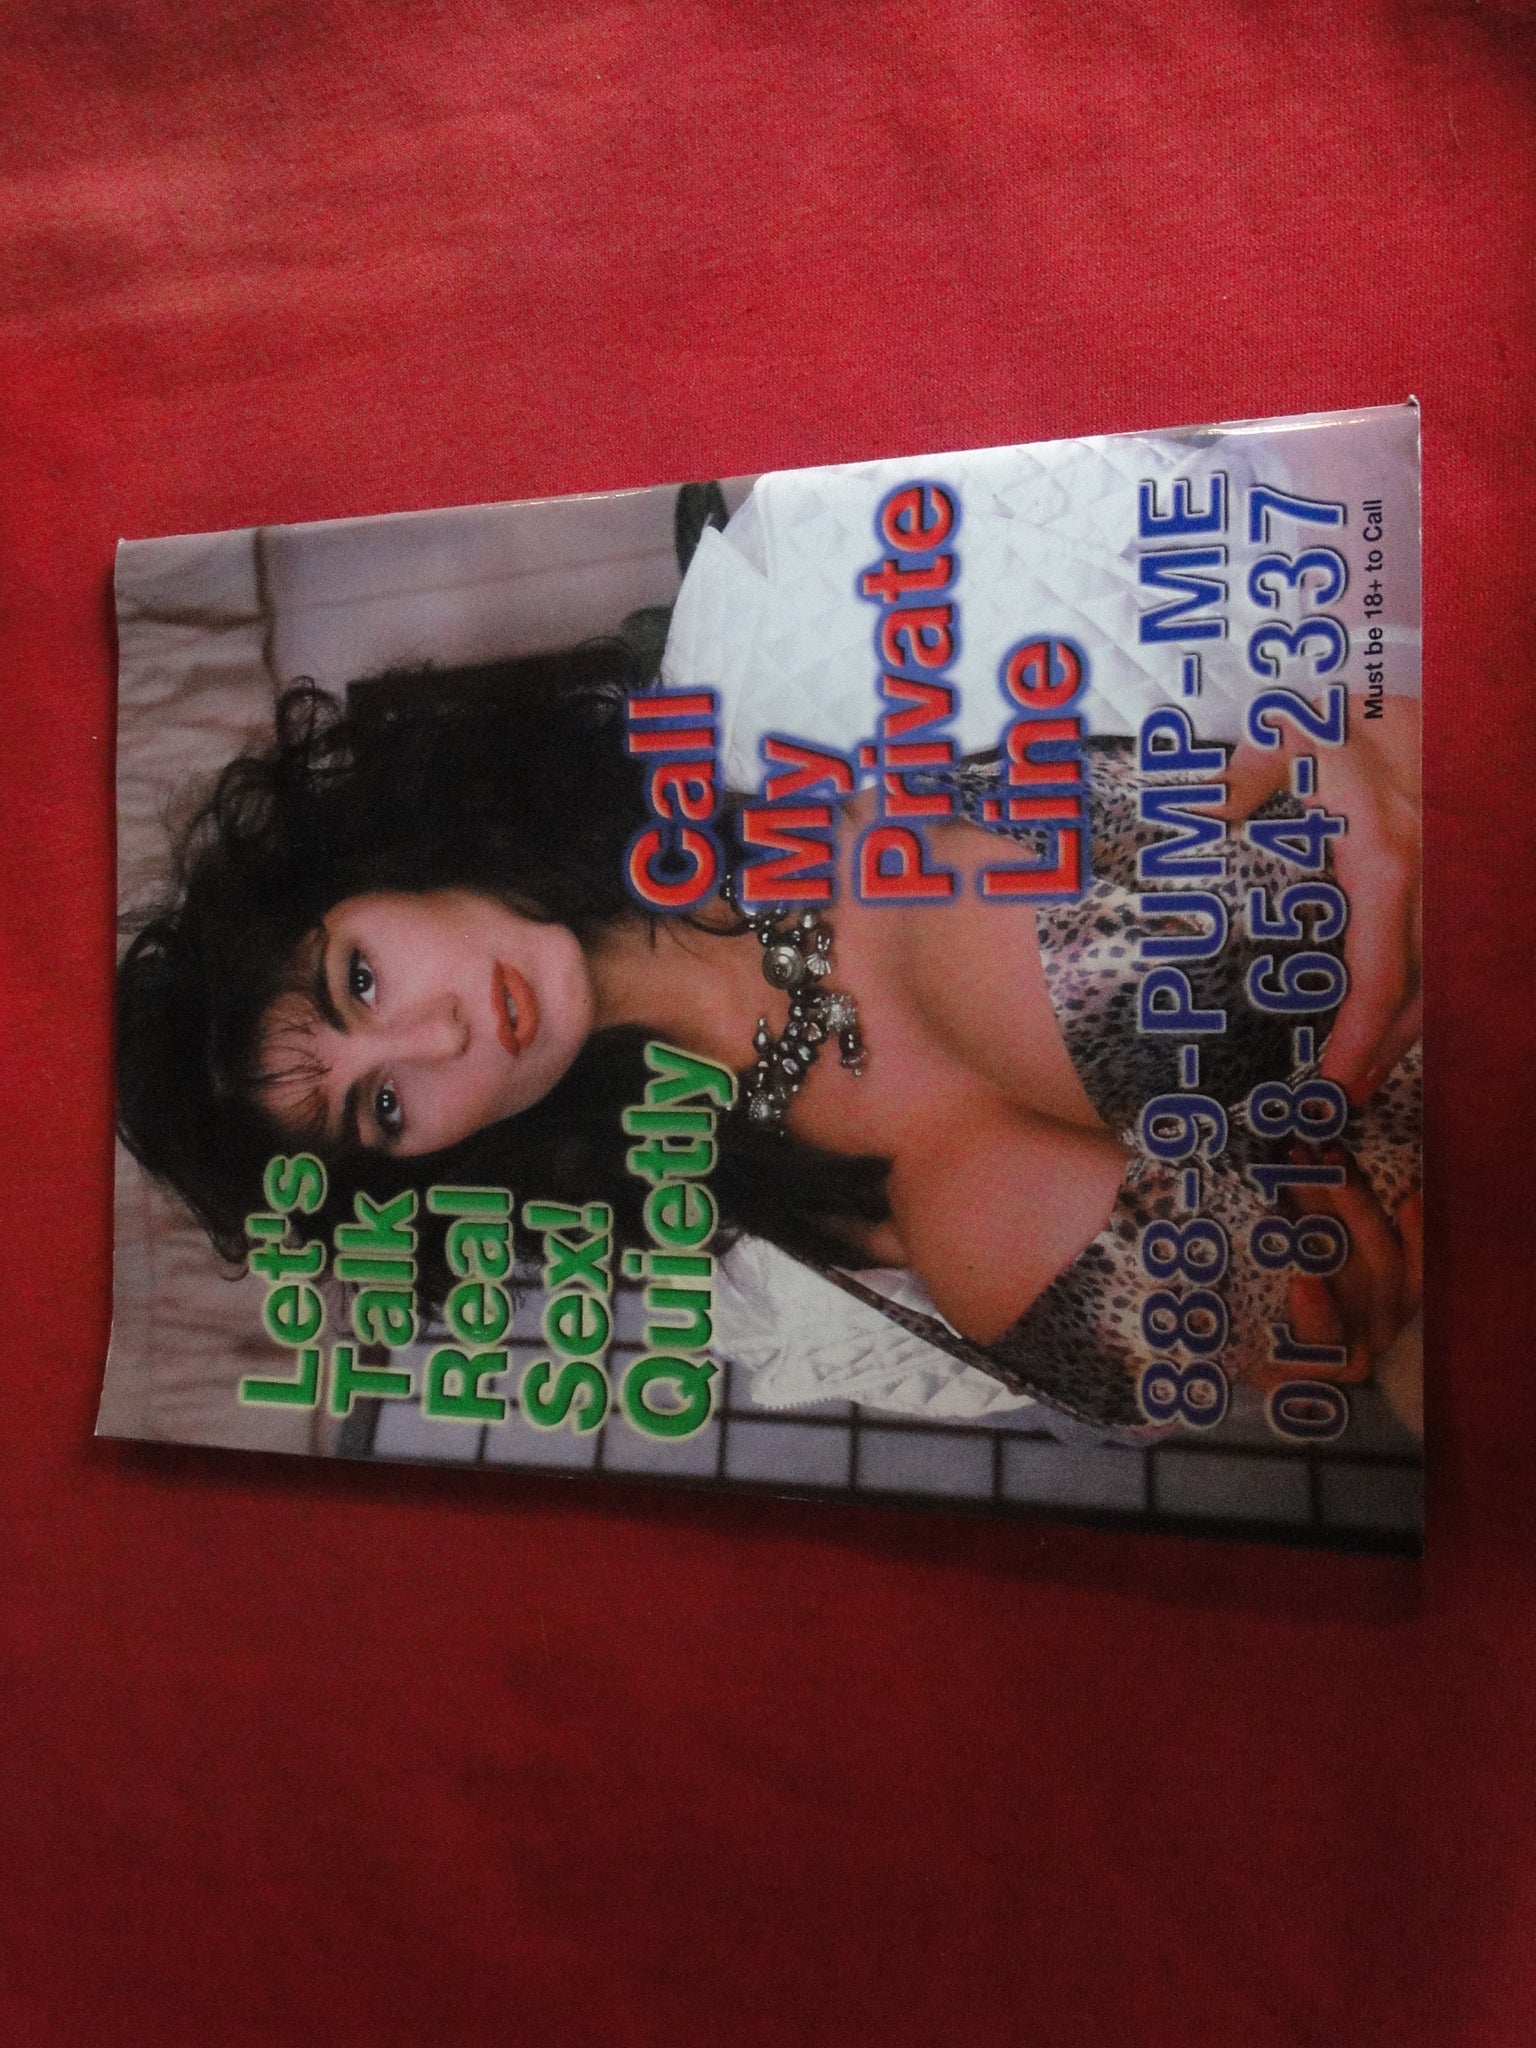 Let's
Talk
Real
Sex!
Quietly
Call
My
Private
Line
888-9-PUMP-ME
or 818-654-2337
Must be 18+ to Call